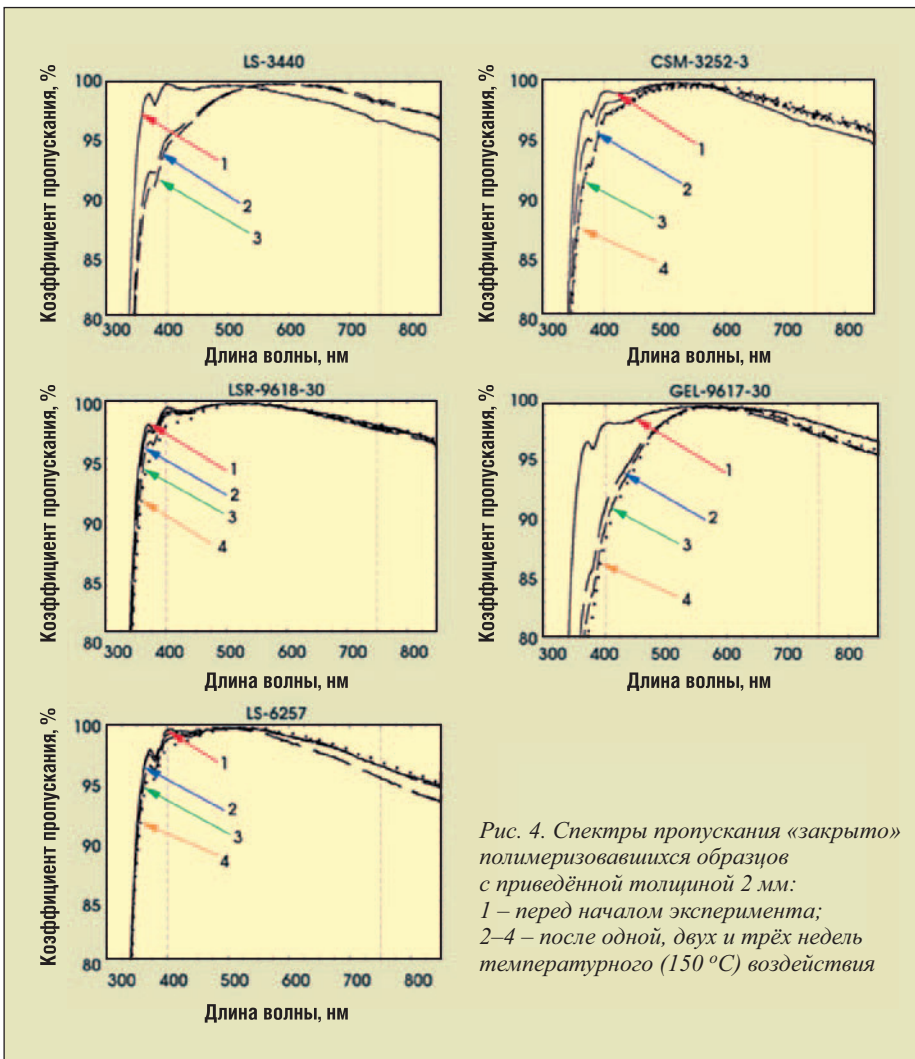 LS-3440
Коэффициент пропускания, %
100
95
90
85
80
1
2
3
300 400 500 600 700 800
Длина волны, нм
CSM-3252-3
Коэффициент пропускания, %
100
95
90
85
80
1
2
3
4
300 400 500 600 700 800
Длина волны, нм
LSR-9618-30
Коэффициент пропускания, %
100
95
90
85
80
1
2
3
4
300 400 500 600 700 800
Длина волны, нм
GEL-9617-30
Коэффициент пропускания, %
100
95
90
85
80
1
2
3
4
300 400 500 600 700 800
Длина волны, нм
LS-6257
Коэффициент пропускания, %
100
95
90
85
80
1
2
3
4
300 400 500 600 700 800
Длина волны, нм
Рис. 4. Спектры пропускания «закрыто»
полимеризовавшихся образцов
с приведённой толщиной 2 мм:
1 – перед началом эксперимента;
2–4 – после одной, двух и трёх недель
температурного (150 °С) воздействия